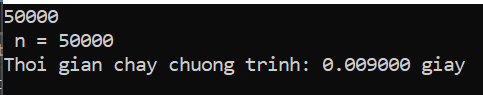 50000
n = 50000
Thoi gian chay chuong trinh: 0.009000 giay